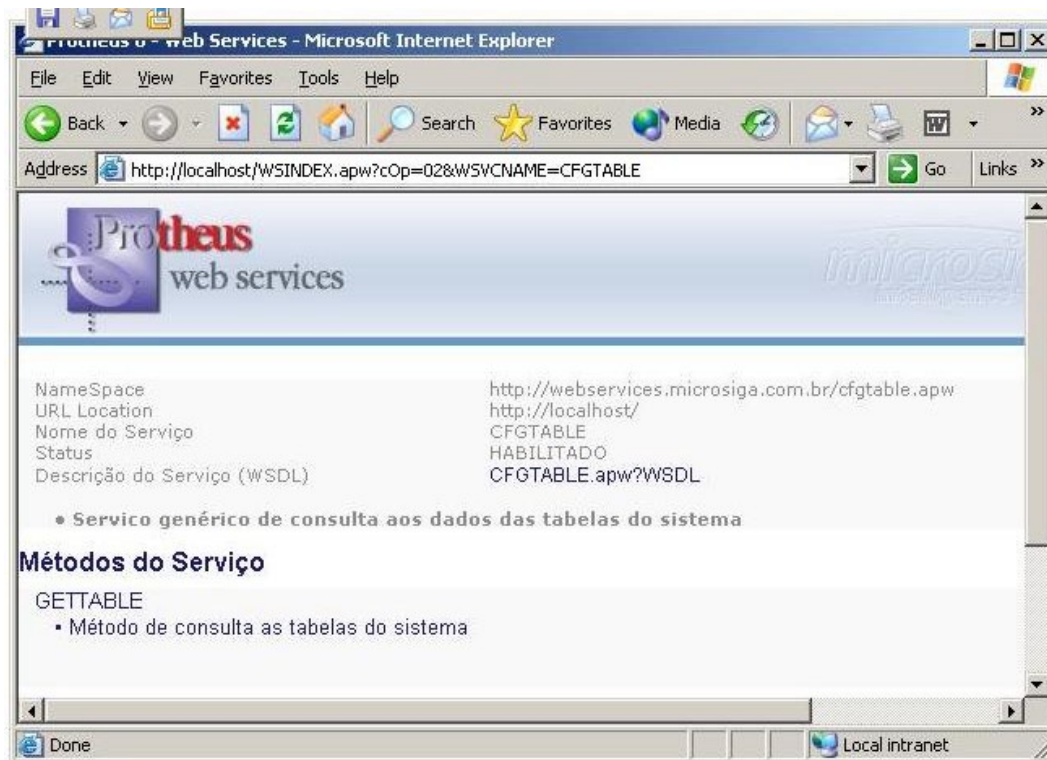 Protheus 8 - Web Services - Microsoft Internet Explorer
File Edit View Favorites Tools Help
Back Search Favorites Media »
Address http://localhost/WSINDEX.apw?cOp=02&WSVCNAME=CFGTABLE Go Links »
Protheus
web services
microsi
NameSpace http://webservices.microsiga.com.br/cfgtable.apw
URL Location http://localhost/
Nome do Serviço CFGTABLE
Status HABILITADO
Descrição do Serviço (WSDL) CFGTABLE.apw?WSDL
• Servico genérico de consulta aos dados das tabelas do sistema
Métodos do Serviço
GETTABLE
▪ Método de consulta as tabelas do sistema
Done Local intranet